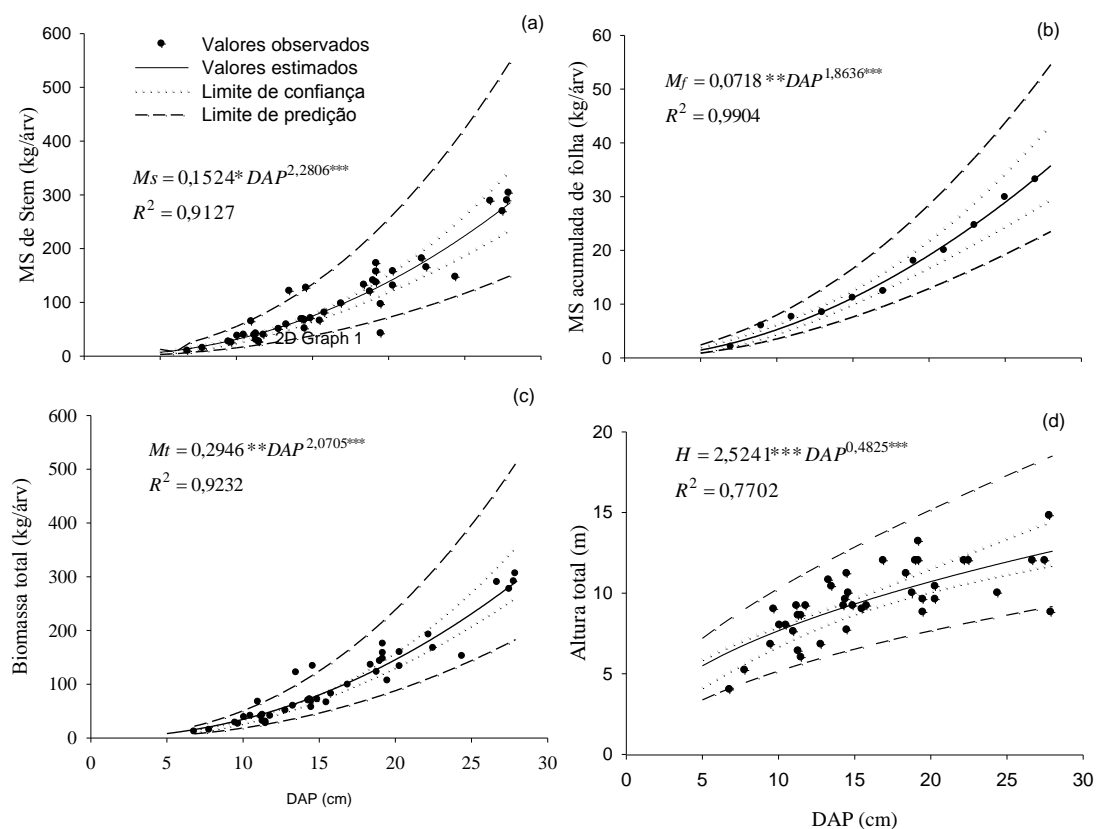 (a)
Valores observados
Valores estimados
Limite de confiança
Limite de predição
Ms = 0,1524* DAP^2,2806***
R² = 0,9127
MS de Stem (kg/árv)
600
500
400
300
200
100
0
2D Graph 1
(b)
Mf = 0,0718 **DAP^1,8636***
R² = 0,9904
MS acumulada de folha (kg/árv)
60
50
40
30
20
10
0
(c)
Mt = 0,2946 **DAP^2,0705***
R² = 0,9232
Biomassa total (kg/árv)
600
500
400
300
200
100
0
0 5 10 15 20 25 30
DAP (cm)
(d)
H = 2,5241*** DAP^0,4825***
R² = 0,7702
Altura total (m)
20
15
10
5
0
0 5 10 15 20 25 30
DAP (cm)